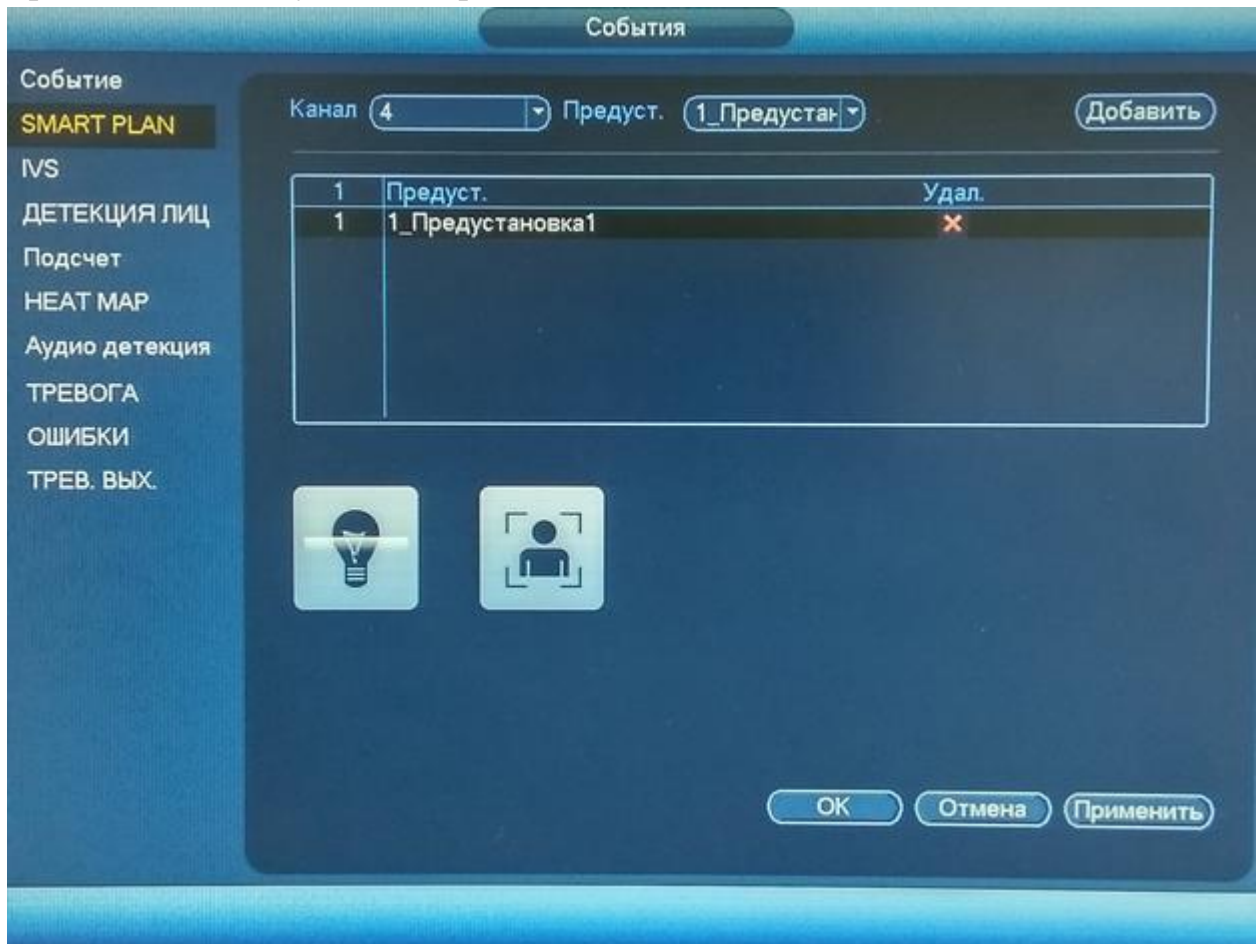 События
Событие
SMART PLAN
IVS
ДЕТЕКЦИЯ ЛИЦ
Подсчет
HEAT MAP
Аудио детекция
ТРЕВОГА
ОШИБКИ
ТРЕВ. ВЫХ.
Канал 4 Предуст. 1_Предустан Добавить
1 Предуст. Удал.
1 1_Предустановка1
OK Отмена Применить